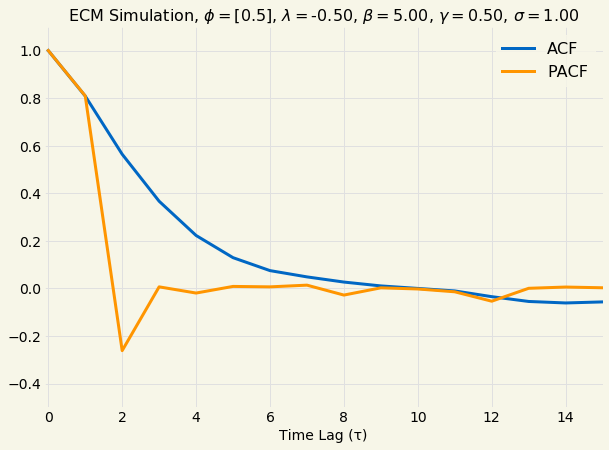 ECM Simulation, ϕ = [0.5], λ = -0.50, β = 5.00, γ = 0.50, σ = 1.00
ACF
PACF
1.0
0.8
0.6
0.4
0.2
0.0
−0.2
−0.4
0 2 4 6 8 10 12 14
Time Lag (τ)